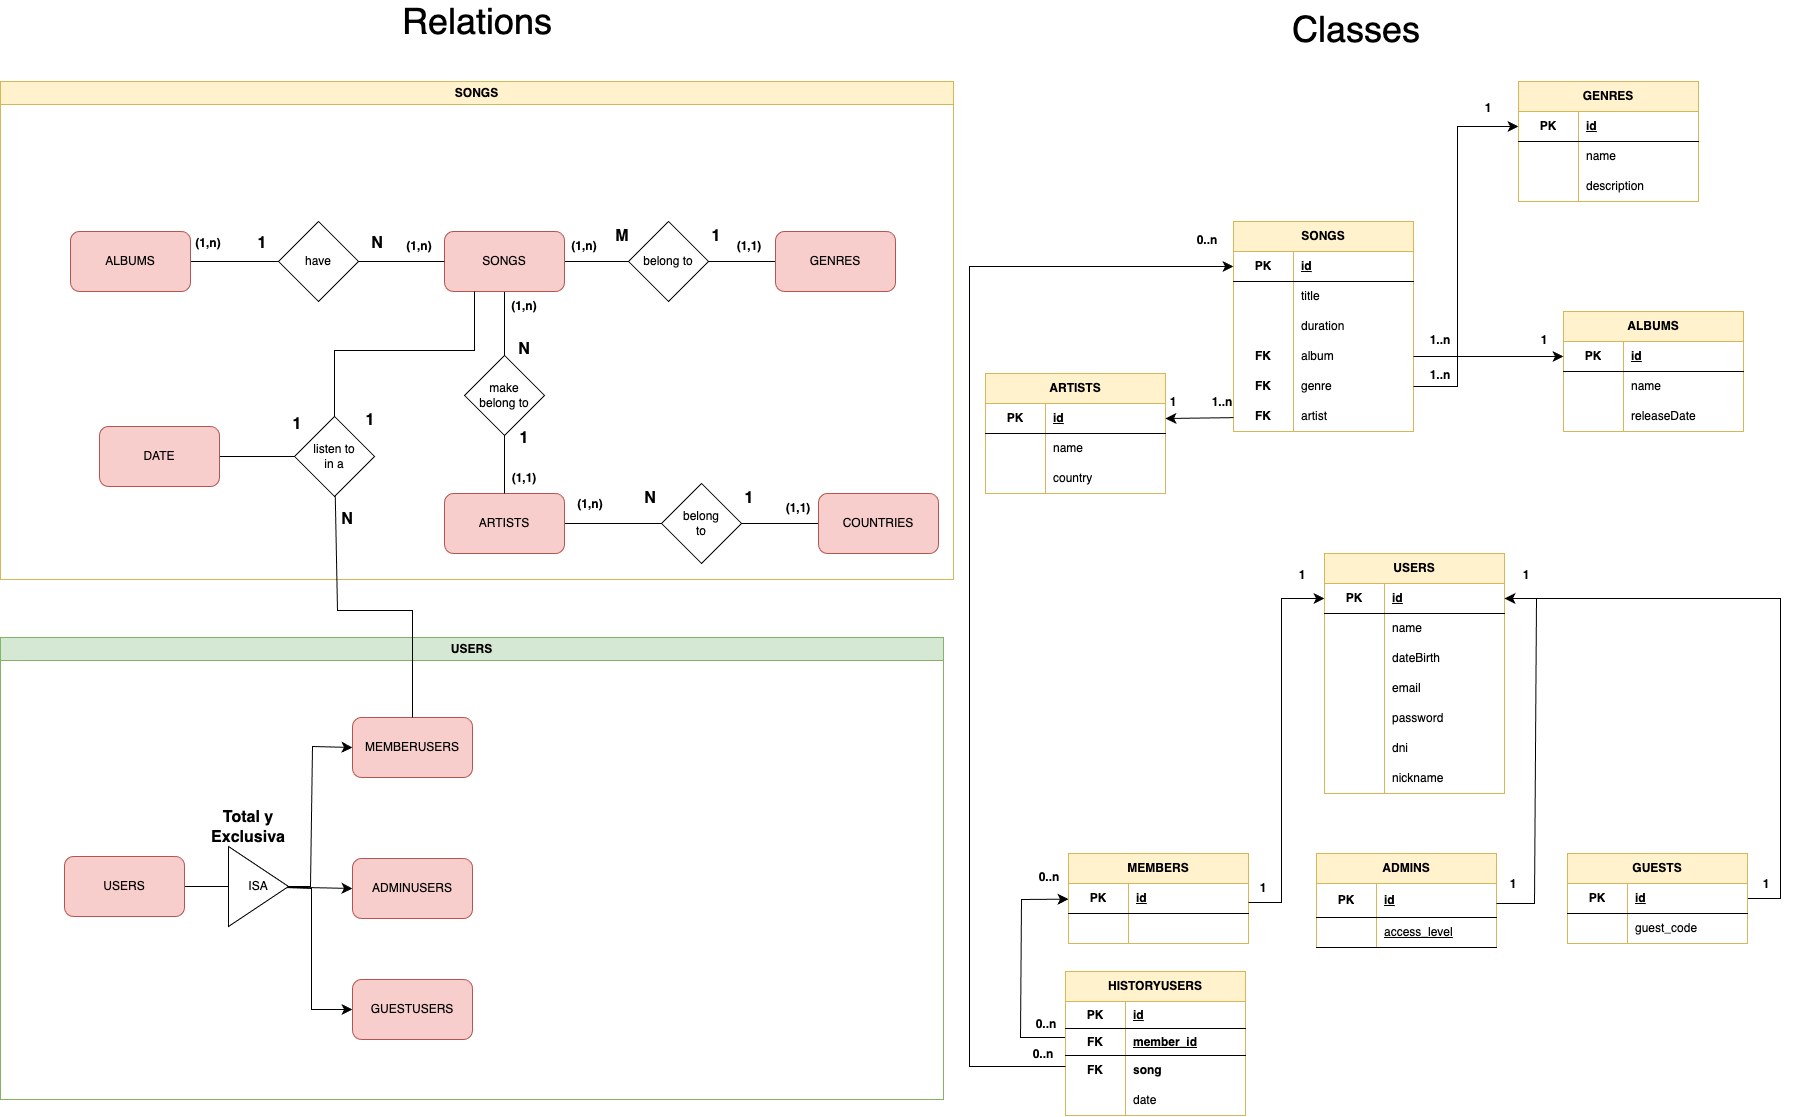 Relations
SONGS
ALBUMS
(1,n)
1
have
N
(1,n)
SONGS
(1,n)
M
belong to
1
(1,1)
GENRES
(1,n)
N
make
belong to
1
(1,1)
DATE
1
1
listen to
in a
N
ARTISTS
(1,n)
N
belong
to
1
(1,1)
COUNTRIES
USERS
MEMBERUSERS
Total y
Exclusiva
USERS
ISA
ADMINUSERS
GUESTUSERS
Classes
GENRES
1
PK id
name
description
SONGS
0..n
PK id
title
duration
FK album
FK genre
FK artist
1..n
1
1..n
1..n
1
ALBUMS
PK id
name
releaseDate
ARTISTS
PK id
name
country
USERS
1
1
PK id
name
dateBirth
email
password
dni
nickname
MEMBERS
0..n
PK id
1
ADMINS
PK id
access_level
1
GUESTS
PK id
guest_code
1
HISTORYUSERS
PK id
0..n
FK member_id
0..n
FK song
date